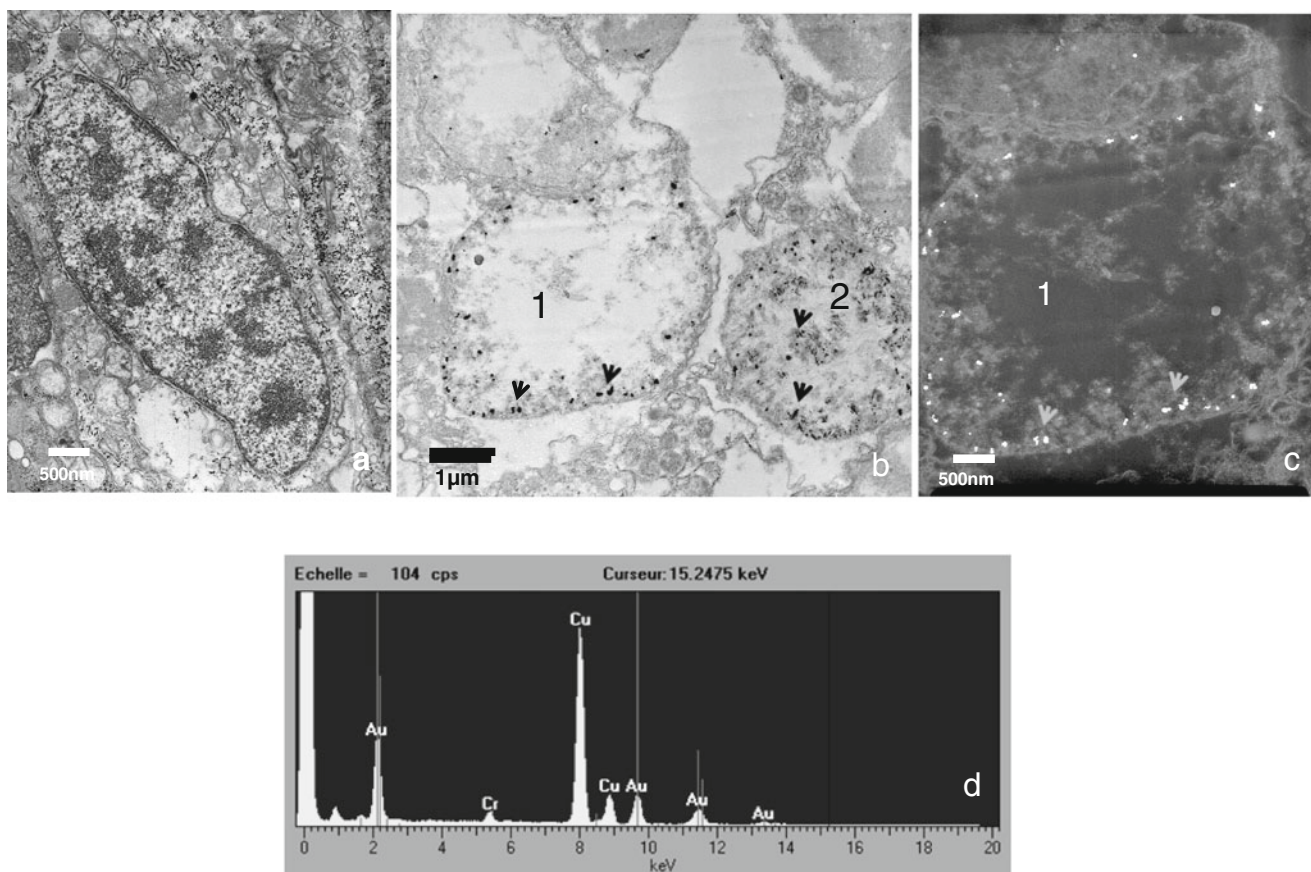 500nm
a
1
2
1µm
b
1
500nm
c
Echelle = 104 cps Curseur:15.2475 keV
Cu
Au
Cr
Cu
Au
Au
Au
d
0 2 4 6 8 10 12 14 16 18 20
keV